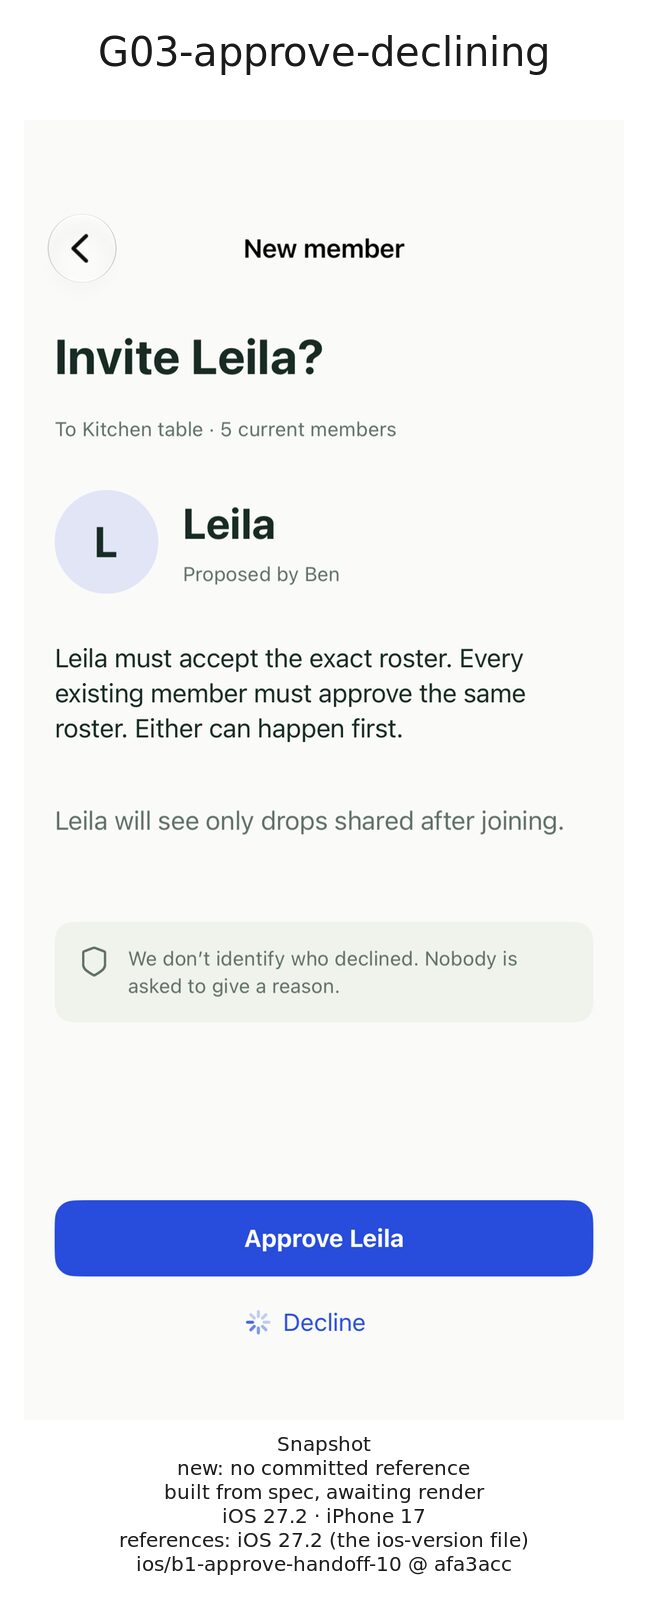 G03-approve-declining
New member
Invite Leila?
To Kitchen table · 5 current members
L
Leila
Proposed by Ben
Leila must accept the exact roster. Every
existing member must approve the same
roster. Either can happen first.
Leila will see only drops shared after joining.
We don’t identify who declined. Nobody is
asked to give a reason.
Approve Leila
Decline
Snapshot
new: no committed reference
built from spec, awaiting render
iOS 27.2 · iPhone 17
references: iOS 27.2 (the ios-version file)
ios/b1-approve-handoff-10 @ afa3acc